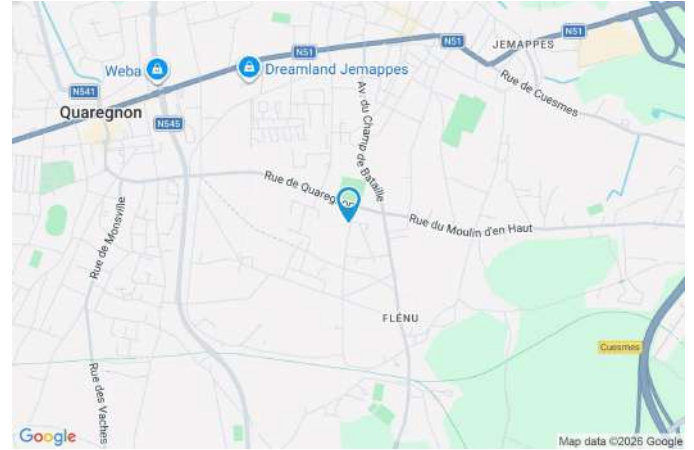 N51
JEMAPPES
N51
N51
Weba
Dreamland Jemappes
Rue de Cuesmes
N541
Quaregnon
N545
Av. du Champ de Bataille
Rue de Quaregnon
Rue du Moulin d'en Haut
Rue de Monsville
FLÉNU
Cuesmes
Rue des Vaches
Google
Map data ©2026 Google